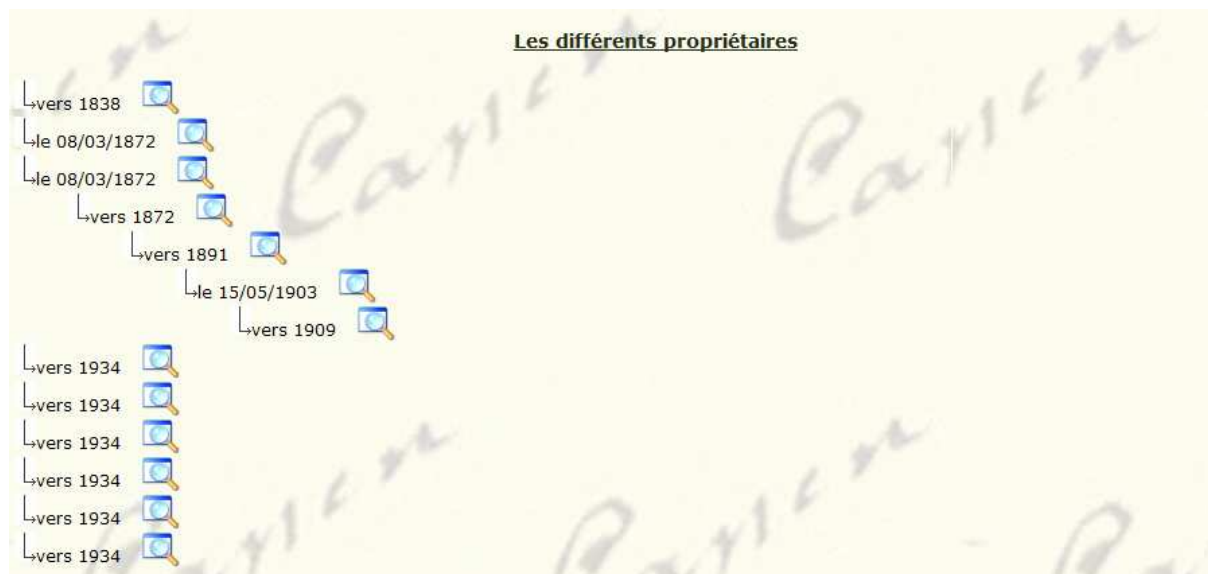 Les différents propriétaires
vers 1838
le 08/03/1872
le 08/03/1872
vers 1872
vers 1891
le 15/05/1903
vers 1909
vers 1934
vers 1934
vers 1934
vers 1934
vers 1934
vers 1934